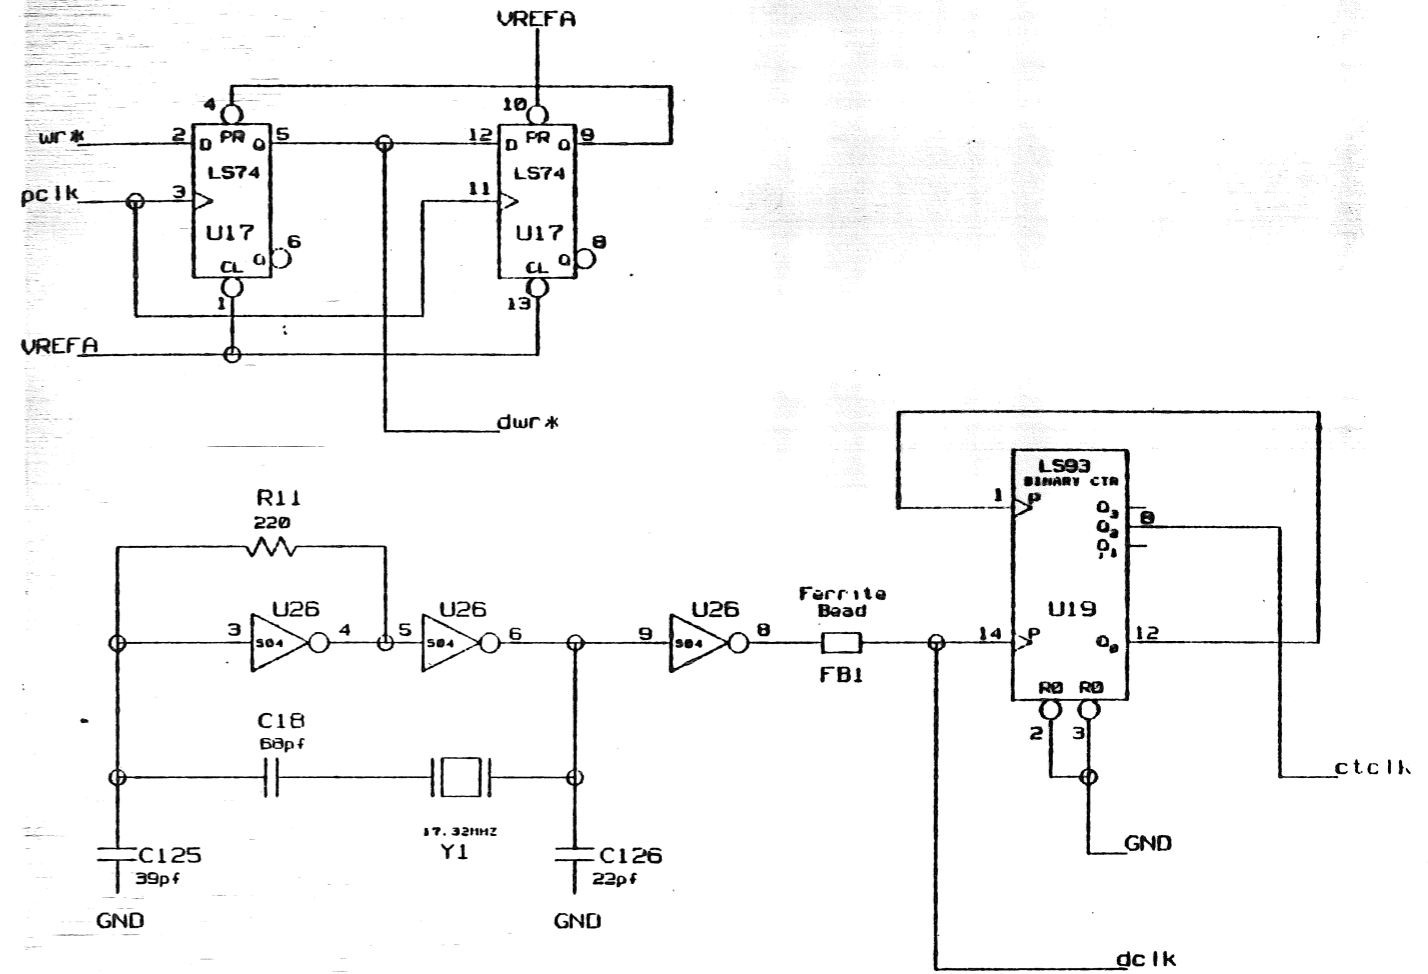 VREFA
4
10
wr*
2
D
PR
Q
5
12
D
PR
Q
9
LS74
LS74
pclk
3
11
U17
6
U17
8
CL
Q
CL
Q
1
13
VREFA
dwr*
R11
220
LS93
BINARY CTR
1
P
Q3
Q2
8
Q1
3
U26
S04
4
5
U26
S04
6
9
U26
S04
8
Ferrite
Bead
FB1
14
P
U19
Q0
12
R0
R0
2
3
C18
68pf
17.32MHZ
Y1
ctclk
GND
C125
39pf
GND
C126
22pf
GND
dclk